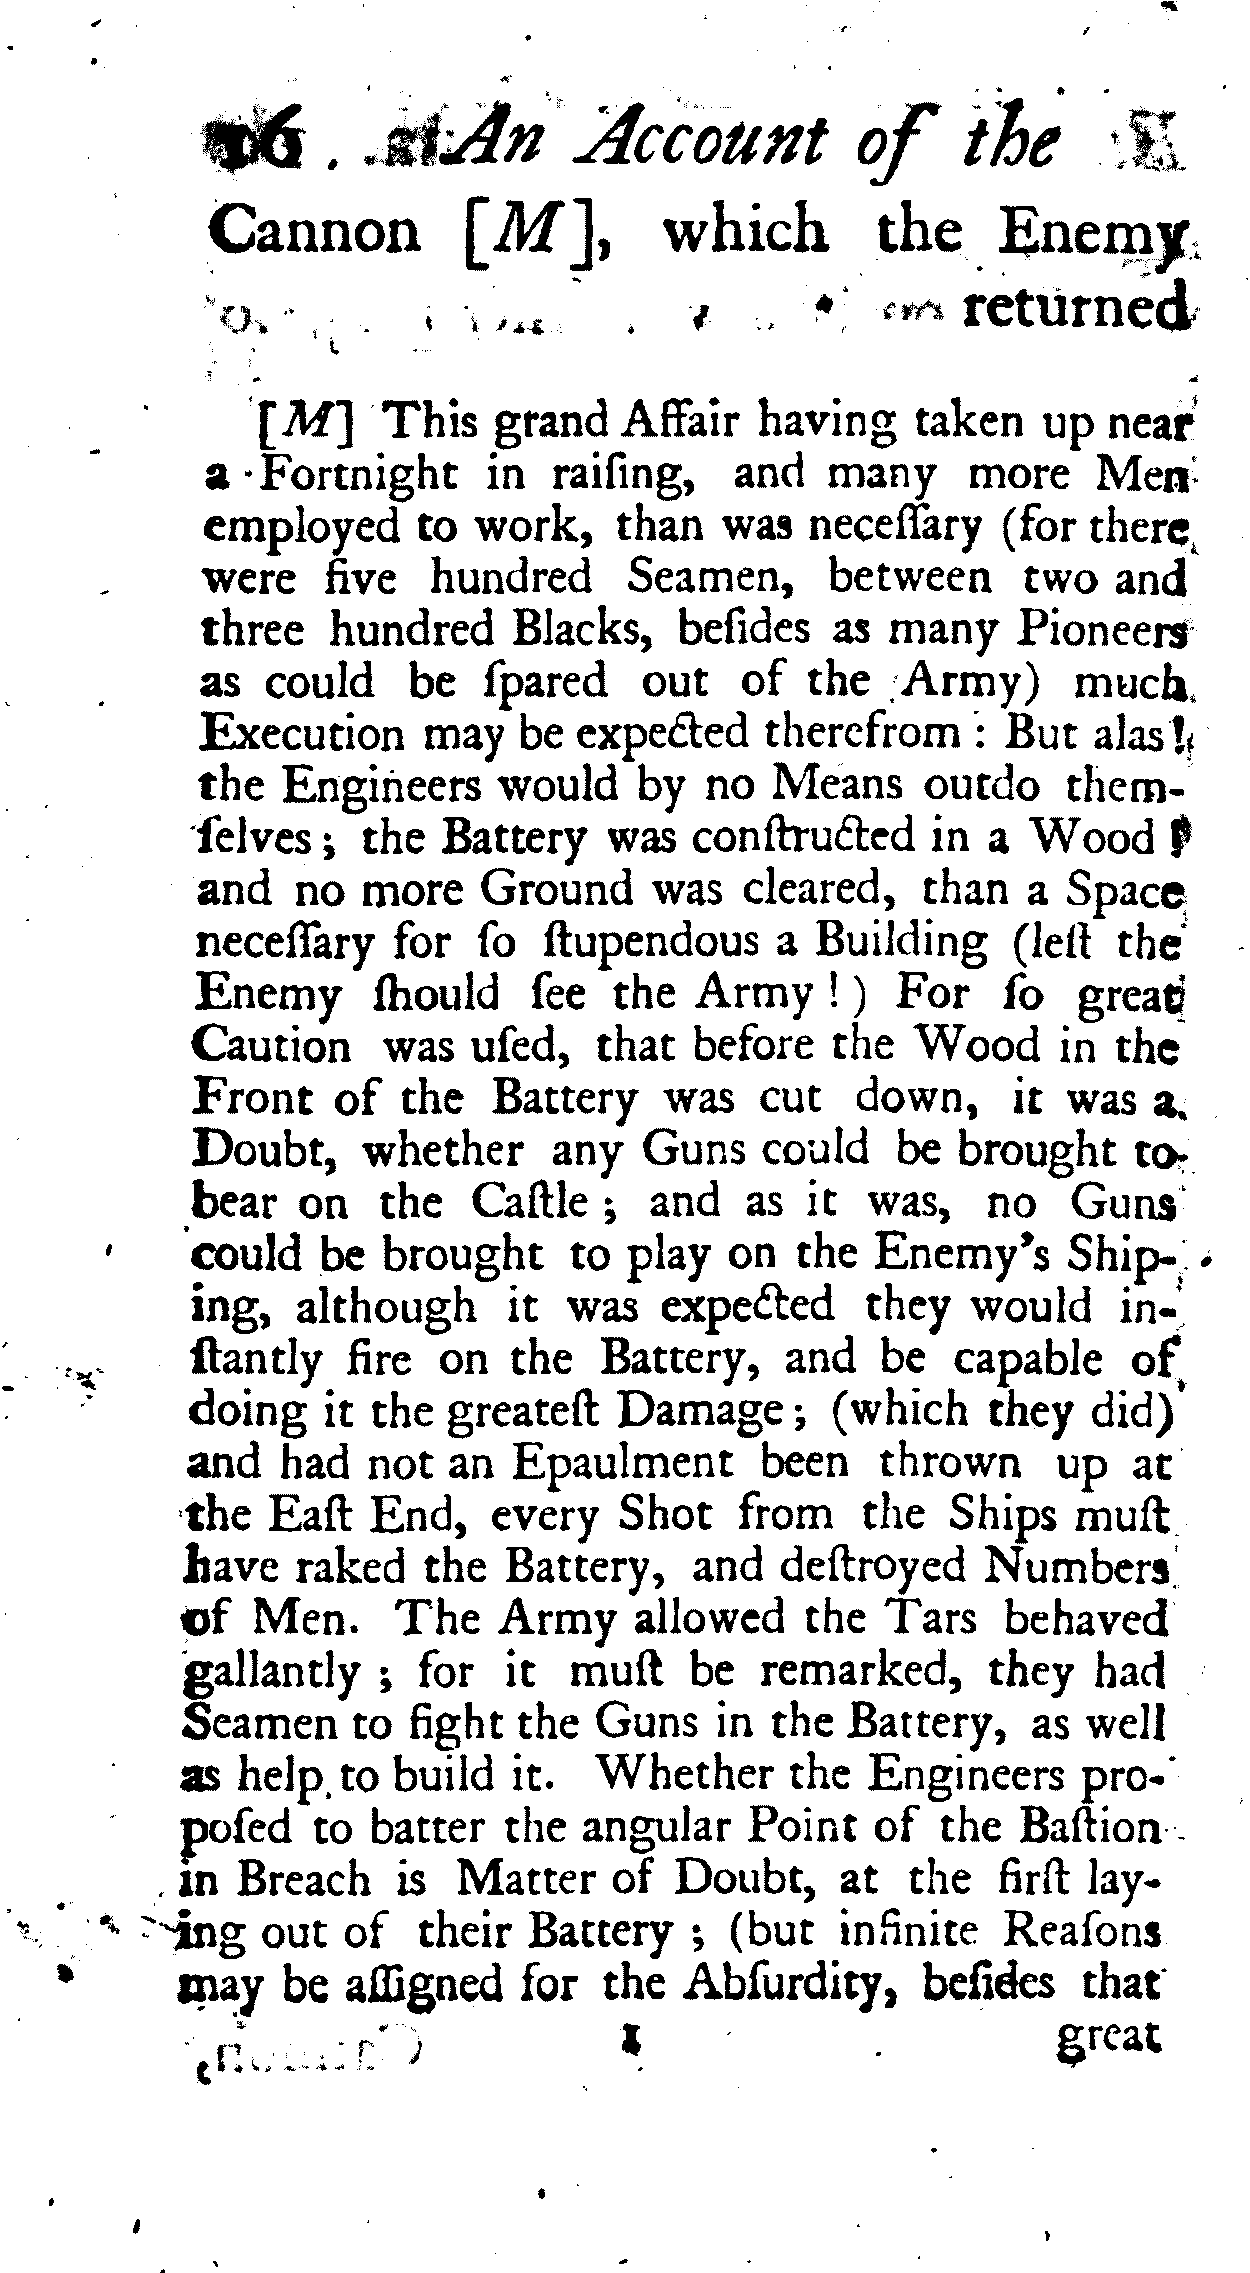 16 An Account of the
Cannon [M], which the Enemy
returned
[M] This grand Affair having taken up near
a Fortnight in raiſing, and many more Men
employed to work, than was neceſſary (for there
were five hundred Seamen, between two and
three hundred Blacks, beſides as many Pioneers
as could be ſpared out of the Army) much
Execution may be expected therefrom : But alas !
the Engineers would by no Means outdo them-
ſelves ; the Battery was conſtructed in a Wood !
and no more Ground was cleared, than a Space
neceſſary for ſo ſtupendous a Building (leſt the
Enemy ſhould ſee the Army ! ) For ſo great
Caution was uſed, that before the Wood in the
Front of the Battery was cut down, it was a
Doubt, whether any Guns could be brought to
bear on the Caſtle ; and as it was, no Guns
could be brought to play on the Enemy's Ship-
ing, although it was expected they would in-
ſtantly fire on the Battery, and be capable of
doing it the greateſt Damage ; (which they did)
and had not an Epaulment been thrown up at
the Eaſt End, every Shot from the Ships muſt
have raked the Battery, and deſtroyed Numbers
of Men. The Army allowed the Tars behaved
gallantly ; for it muſt be remarked, they had
Seamen to fight the Guns in the Battery, as well
as help to build it. Whether the Engineers pro-
poſed to batter the angular Point of the Baſtion
in Breach is Matter of Doubt, at the firſt lay-
ing out of their Battery ; (but infinite Reaſons
may be aſſigned for the Abſurdity, beſides that
1 great